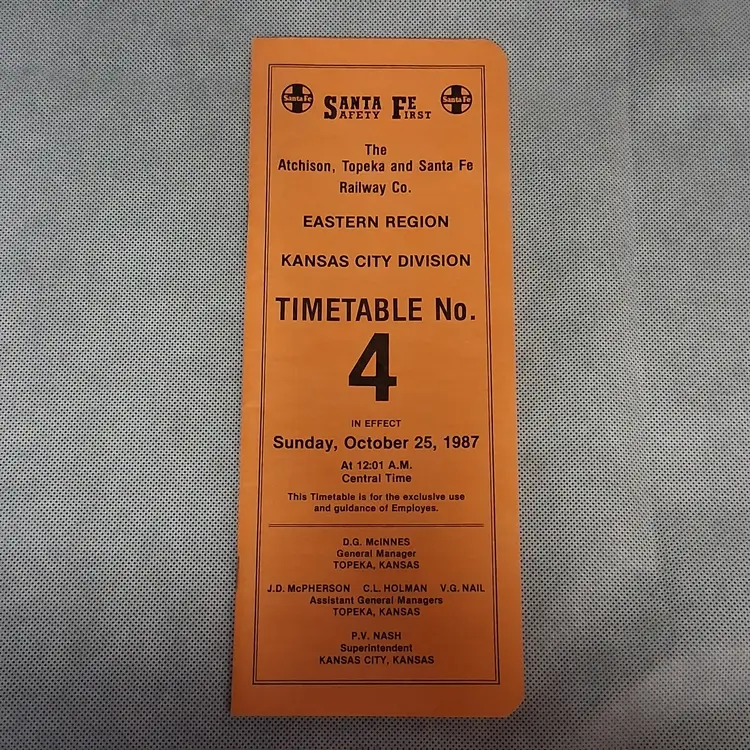 Santa Fe SANTA FE Santa Fe
SAFETY FIRST
The
Atchison, Topeka and Santa Fe
Railway Co.
EASTERN REGION
KANSAS CITY DIVISION
TIMETABLE No.
4
IN EFFECT
Sunday, October 25, 1987
At 12:01 A.M.
Central Time
This Timetable is for the exclusive use
and guidance of Employes.
D.G. McINNES
General Manager
TOPEKA, KANSAS
J.D. McPHERSON C.L. HOLMAN V.G. NAIL
Assistant General Managers
TOPEKA, KANSAS
P.V. NASH
Superintendent
KANSAS CITY, KANSAS